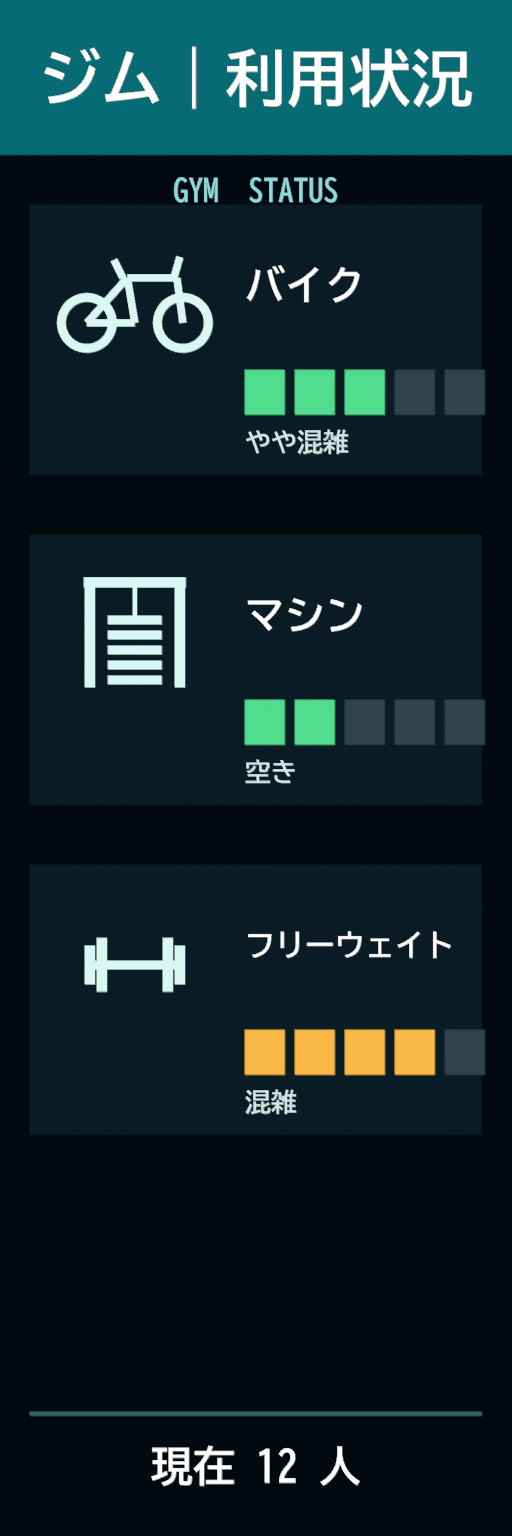 ジム｜利用状況
GYM STATUS
バイク
やや混雑
マシン
空き
フリーウェイト
混雑
現在 12 人